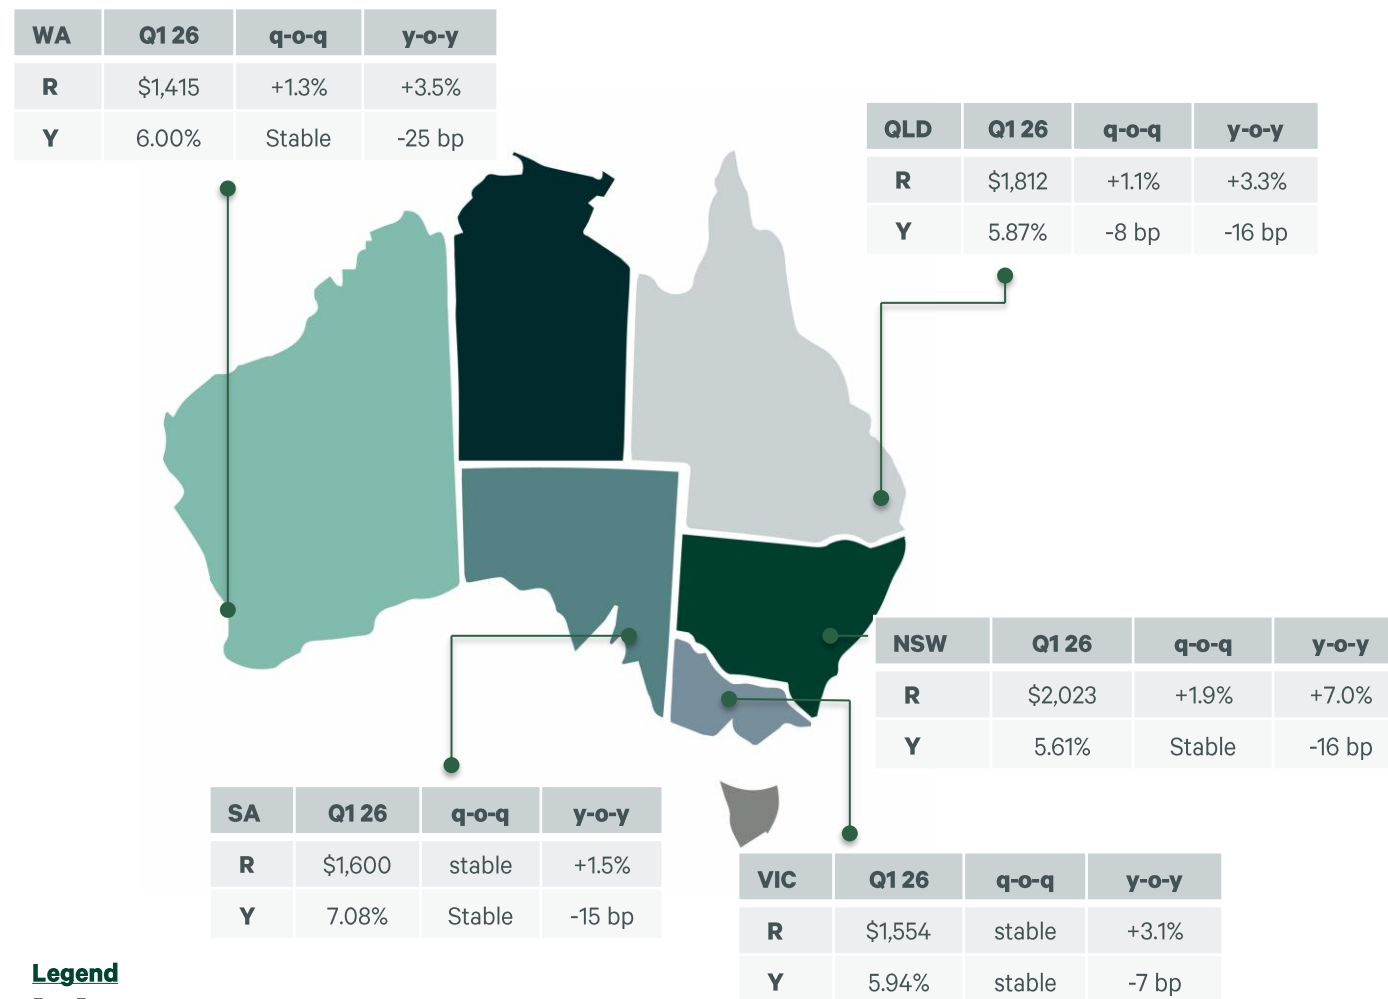 WA Q1 26 q-o-q y-o-y
R $1,415 +1.3% +3.5%
Y 6.00% Stable -25 bp
QLD Q1 26 q-o-q y-o-y
R $1,812 +1.1% +3.3%
Y 5.87% -8 bp -16 bp
NSW Q1 26 q-o-q y-o-y
R $2,023 +1.9% +7.0%
Y 5.61% Stable -16 bp
SA Q1 26 q-o-q y-o-y
R $1,600 stable +1.5%
Y 7.08% Stable -15 bp
VIC Q1 26 q-o-q y-o-y
R $1,554 stable +3.1%
Y 5.94% stable -7 bp
Legend